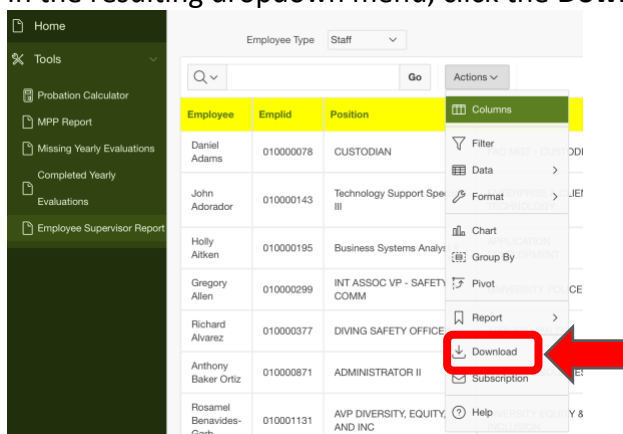 in the resulting dropdown menu, click the Dow
Home
Tools
Probation Calculator
MPP Report
Missing Yearly Evaluations
Completed Yearly
Evaluations
Employee Supervisor Report
Employee Type Staff
Go Actions
Employee Emplid Position
Daniel
Adams 010000078 CUSTODIAN
John
Adorador 010000143 Technology Support Spe
III
Holly
Aitken 010000195 Business Systems Analys
Gregory
Allen 010000299 INT ASSOC VP - SAFETY
COMM
Richard
Alvarez 010000377 DIVING SAFETY OFFICE
Anthony
Baker Ortiz 010000871 ADMINISTRATOR II
Rosamel
Benavides-
Garb 010001131 AVP DIVERSITY, EQUITY,
AND INC
Columns
Filter
Data
Format
Chart
Group By
Pivot
Report
Download
Subscription
Help